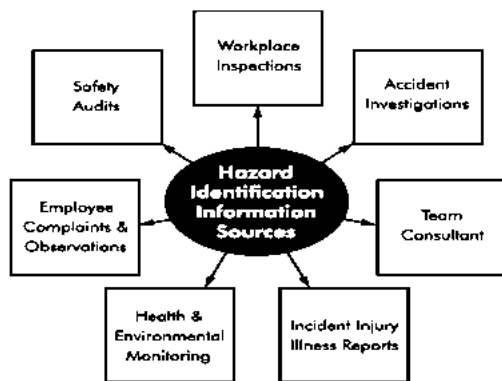 Workplace
Inspections
Safety
Audits
Accident
Investigations
Hazard
Identification
Information
Sources
Employee
Complaints &
Observations
Team
Consultant
Health &
Environmental
Monitoring
Incident Injury
Illness Reports